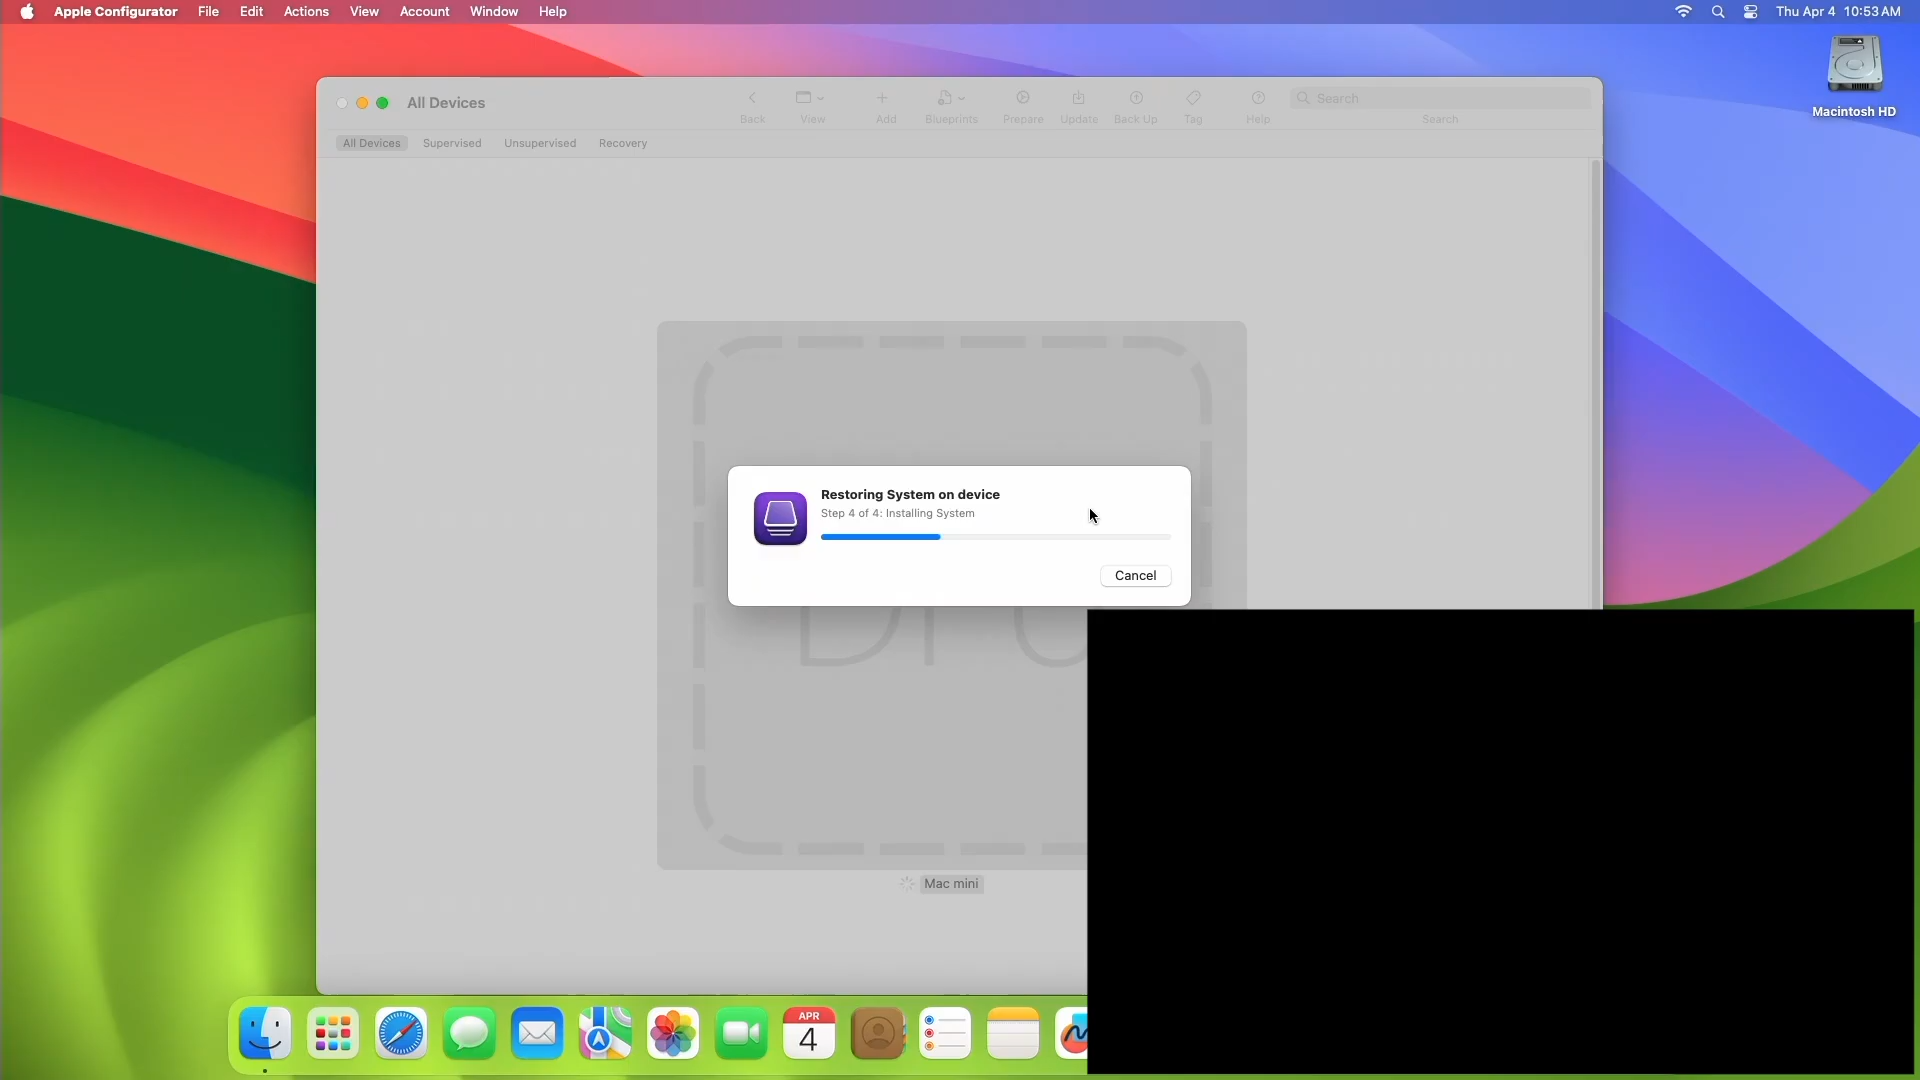 Apple Configurator File Edit Actions View Account Window Help Thu Apr 4 10:53 AM
Macintosh HD
All Devices
Back View Add Blueprints Prepare Update Back Up Tag Help Search
Search
All Devices Supervised Unsupervised Recovery
Restoring System on device
Step 4 of 4: Installing System
Cancel
Mac mini
APR
4